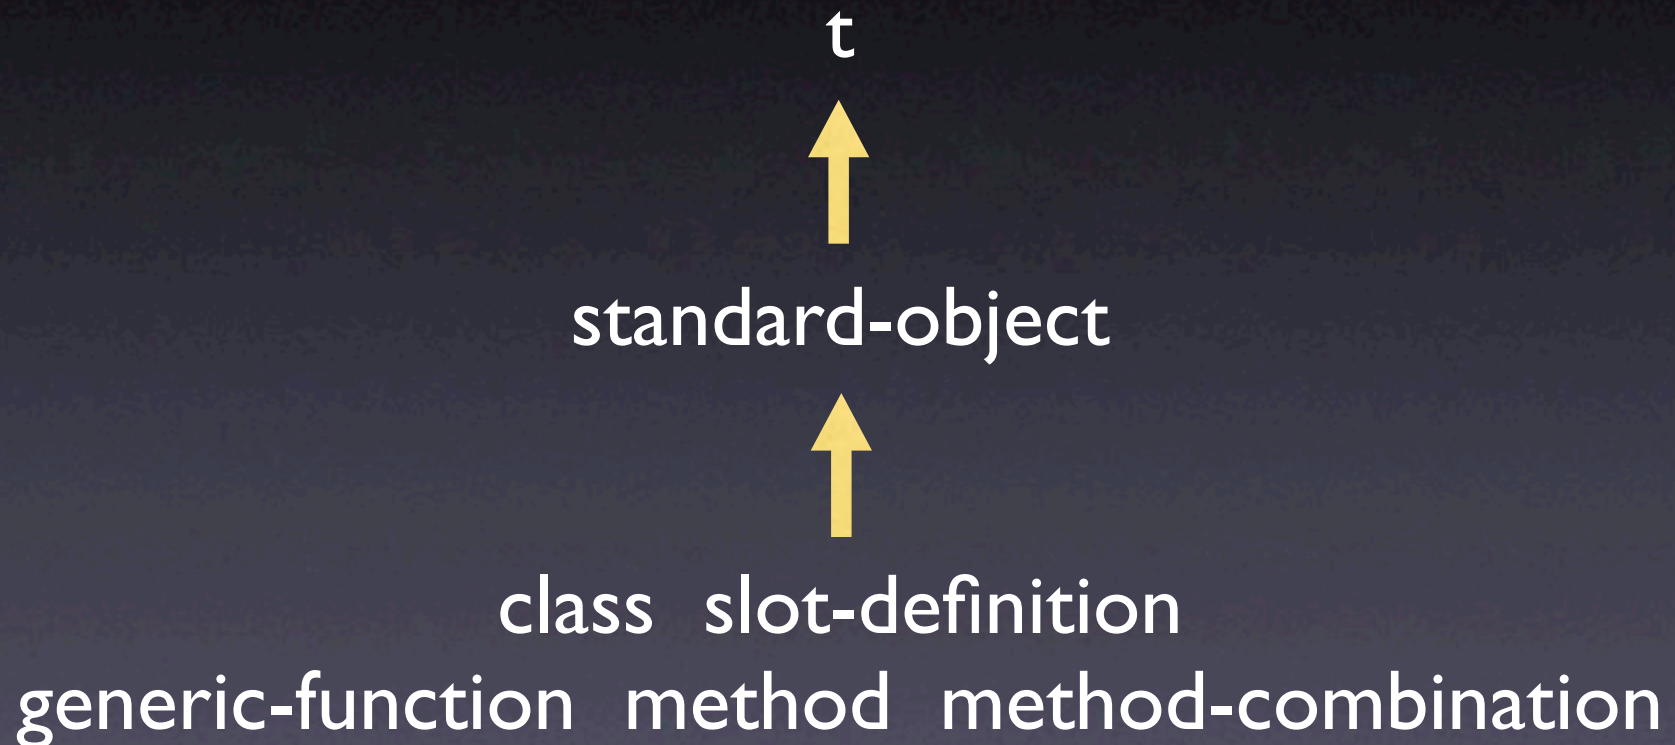 t
standard-object
class slot-definition
generic-function method method-combination